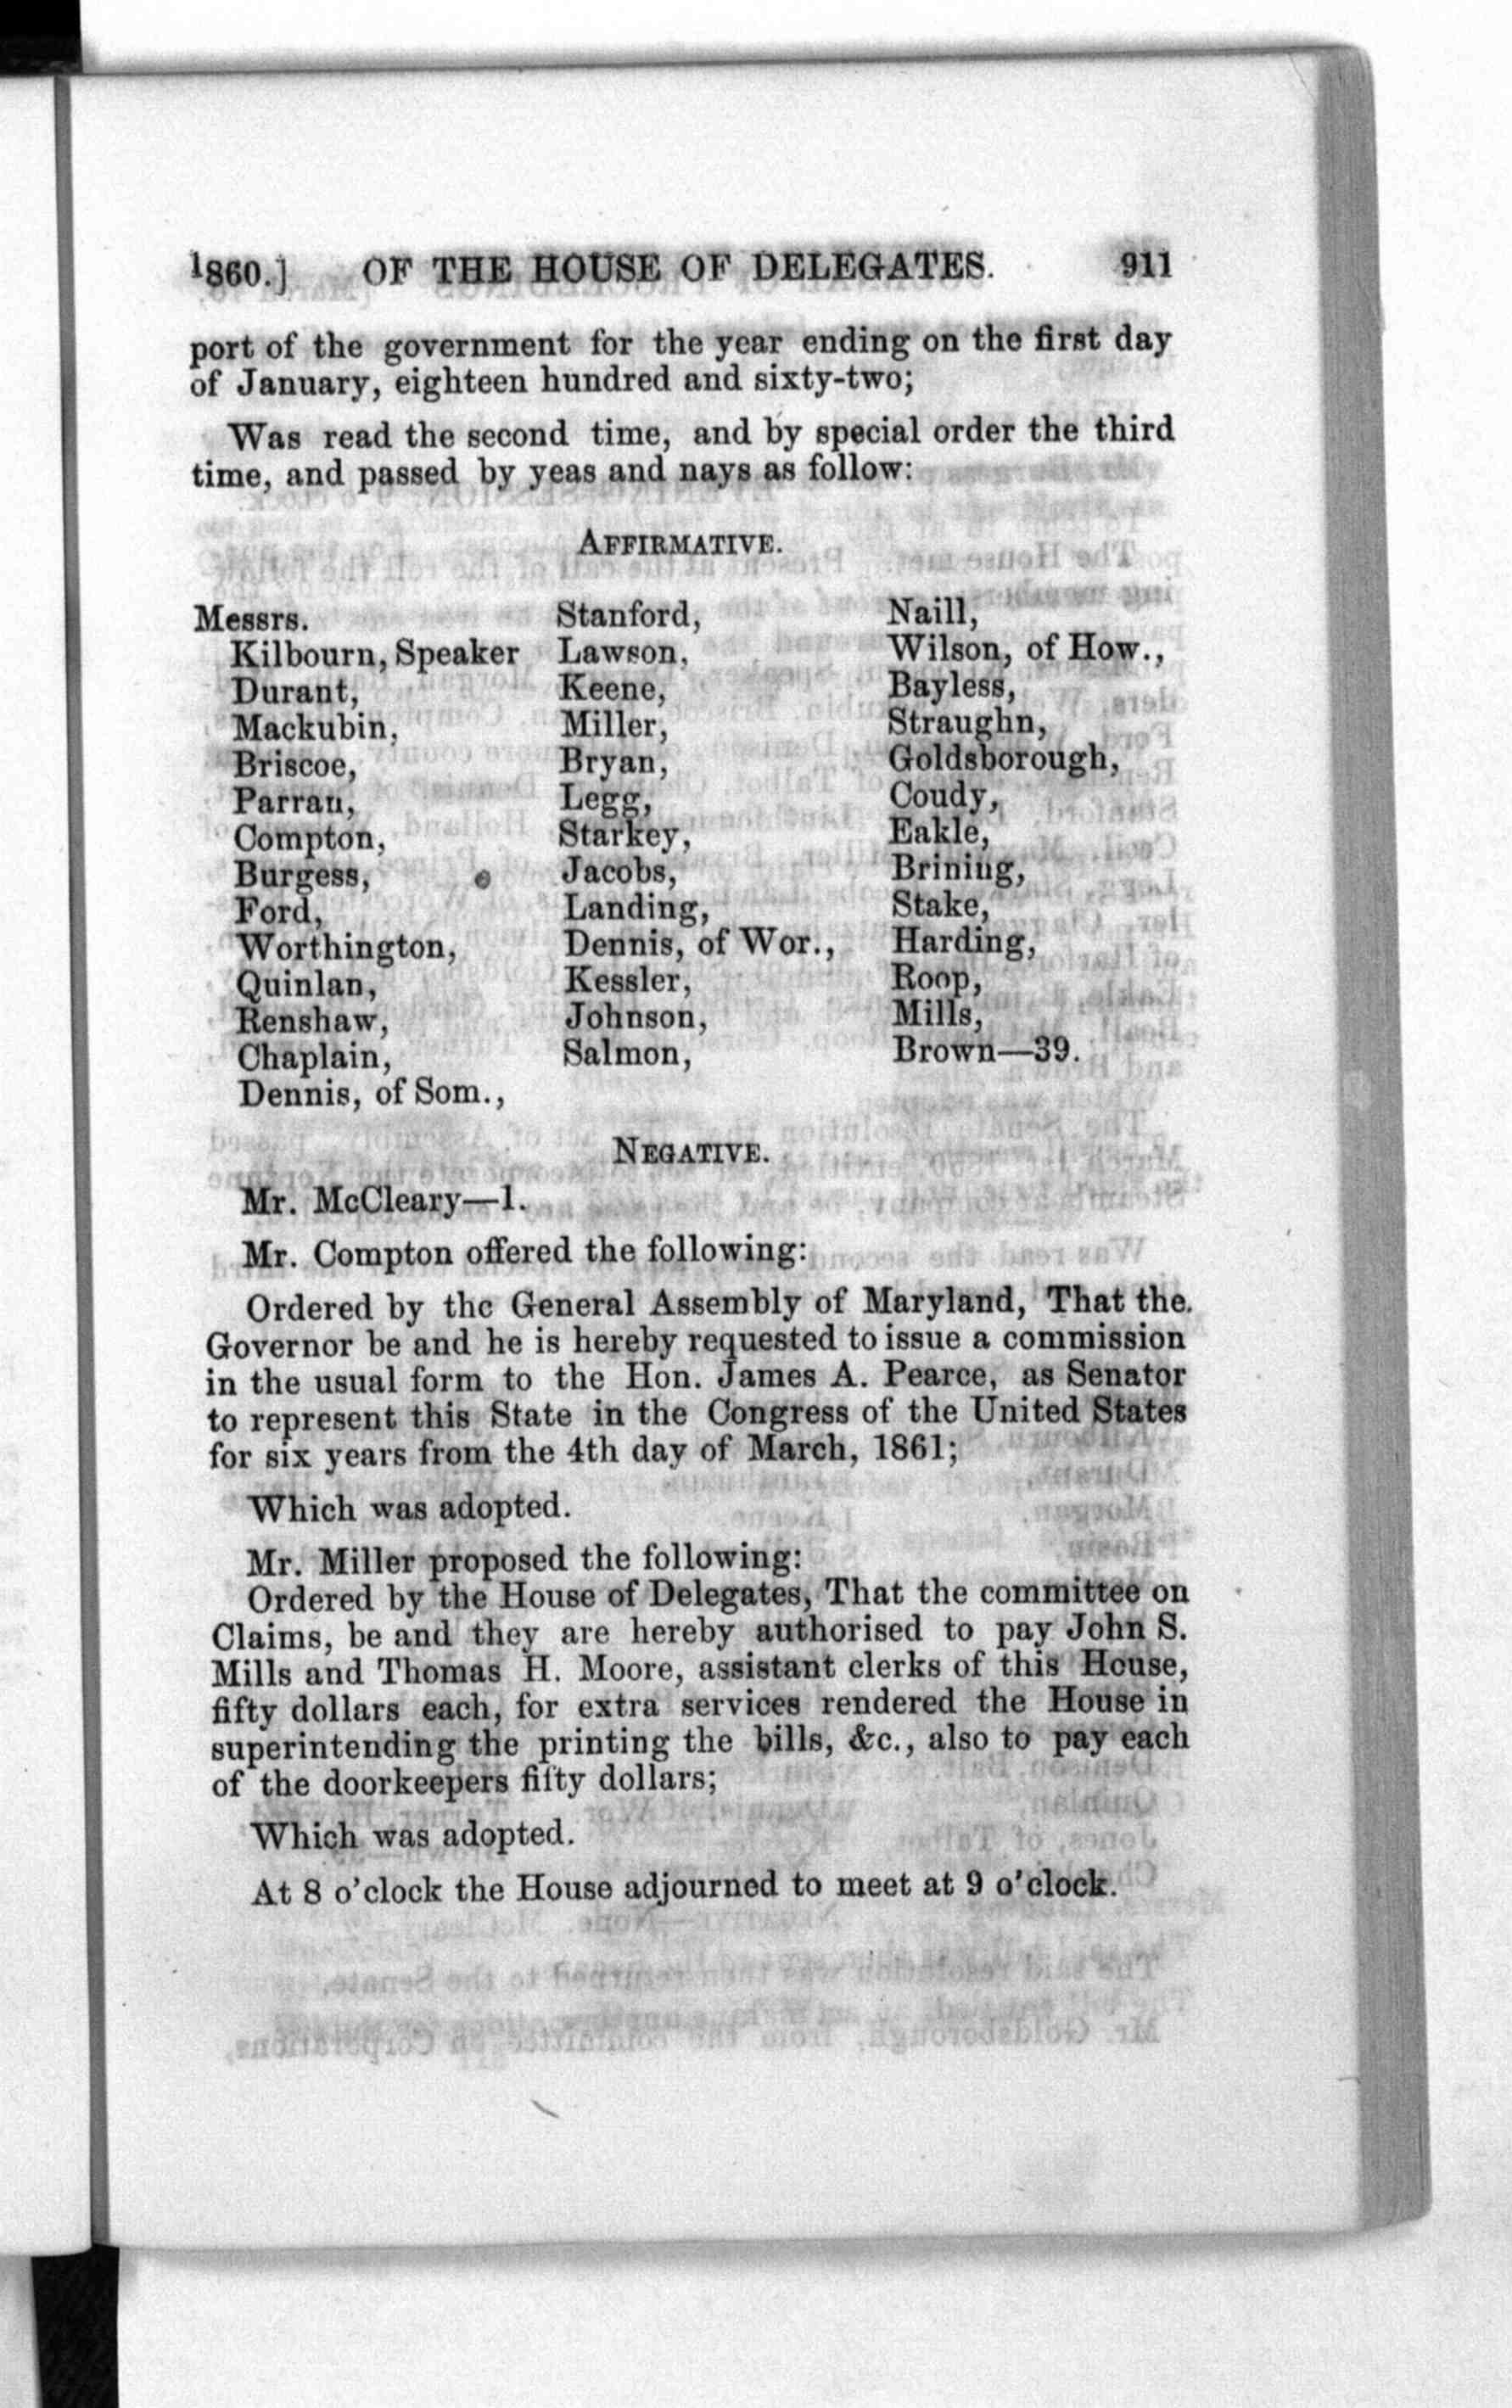 1860.] OF THE HOUSE OF DELEGATES. 911
port of the government for the year ending on the first day
of January, eighteen hundred and sixty-two;
Was read the second time, and by special order the third
time, and passed by yeas and nays as follow:
AFFIRMATIVE.
Messrs.
Kilbourn, Speaker
Durant,
Mackubin,
Briscoe,
Parran,
Compton,
Burgess,
Ford,
Worthington,
Quinlan,
Renshaw,
Chaplain,
Dennis, of Som.,
Stanford,
Lawson,
Keene,
Miller,
Bryan,
Legg,
Starkey,
Jacobs,
Landing,
Dennis, of Wor.,
Kessler,
Johnson,
Salmon,
Naill,
Wilson, of How.,
Bayless,
Straughn,
Goldsborough,
Coudy,
Eakle,
Brining,
Stake,
Harding,
Roop,
Mills,
Brown—39.
NEGATIVE.
Mr. McCleary—1.
Mr. Compton offered the following:
Ordered by the General Assembly of Maryland, That the.
Governor be and he is hereby requested to issue a commission
in the usual form to the Hon. James A. Pearce, as Senator
to represent this State in the Congress of the United States
for six years from the 4th day of March, 1861;
Which was adopted.
Mr. Miller proposed the following:
Ordered by the House of Delegates, That the committee on
Claims, be and they are hereby authorised to pay John S.
Mills and Thomas H. Moore, assistant clerks of this House,
fifty dollars each, for extra services rendered the House in
superintending the printing the bills, &c., also to pay each
of the doorkeepers fifty dollars;
Which was adopted.
At 8 o'clock the House adjourned to meet at 9 o'clock.